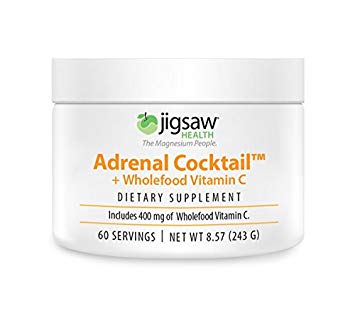 jigsaw®
HEALTH
The Magnesium People.
Adrenal Cocktail™
+ Wholefood Vitamin C
DIETARY SUPPLEMENT
Includes 400 mg of Wholefood Vitamin C.
60 SERVINGS | NET WT 8.57 (243 G)